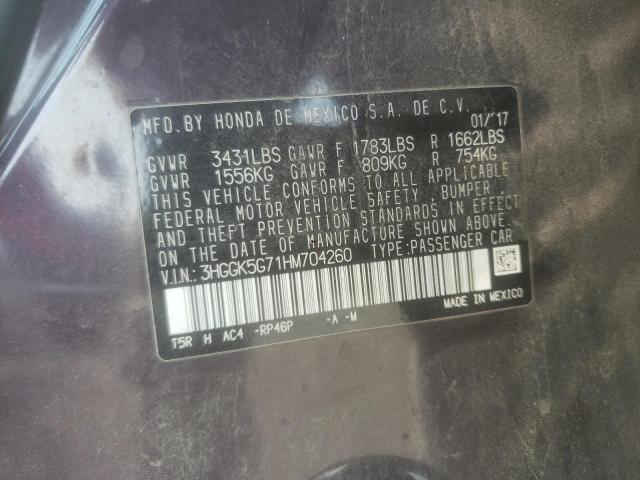 MFD.BY HONDA DE MEXICO S.A. DE C.V. 01/'17
GVWR 3431LBS GAWR F 1783LBS R 1662LBS
GVWR 1556KG GAWR F 809KG R 754KG
THIS VEHICLE CONFORMS TO ALL APPLICABLE
FEDERAL MOTOR VEHICLE SAFETY, BUMPER,
AND THEFT PREVENTION STANDARDS IN EFFECT
ON THE DATE OF MANUFACTURE SHOWN ABOVE.
V.I.N.: 3HGGK5G71HM704260 TYPE:PASSENGER CAR
MADE IN MEXICO
T5R H AC4 -RP46P -A -M